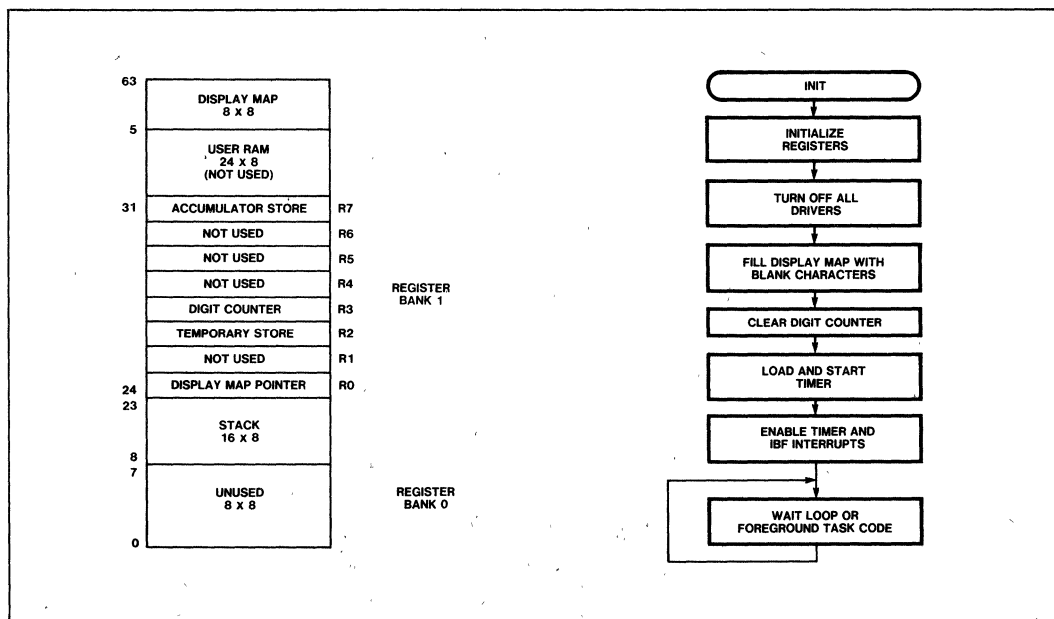 63
DISPLAY MAP
8 X 8
5
USER RAM
24 x 8
(NOT USED)
31
ACCUMULATOR STORE
R7
NOT USED
R6
NOT USED
R5
NOT USED
R4
DIGIT COUNTER
R3
TEMPORARY STORE
R2
NOT USED
R1
24
DISPLAY MAP POINTER
R0
REGISTER
BANK 1
23
STACK
16 x 8
8
7
UNUSED
8 x 8
0
REGISTER
BANK 0
INIT
INITIALIZE
REGISTERS
TURN OFF ALL
DRIVERS
FILL DISPLAY MAP WITH
BLANK CHARACTERS
CLEAR DIGIT COUNTER
LOAD AND START
TIMER
ENABLE TIMER AND
IBF INTERRUPTS
WAIT LOOP OR
FOREGROUND TASK CODE